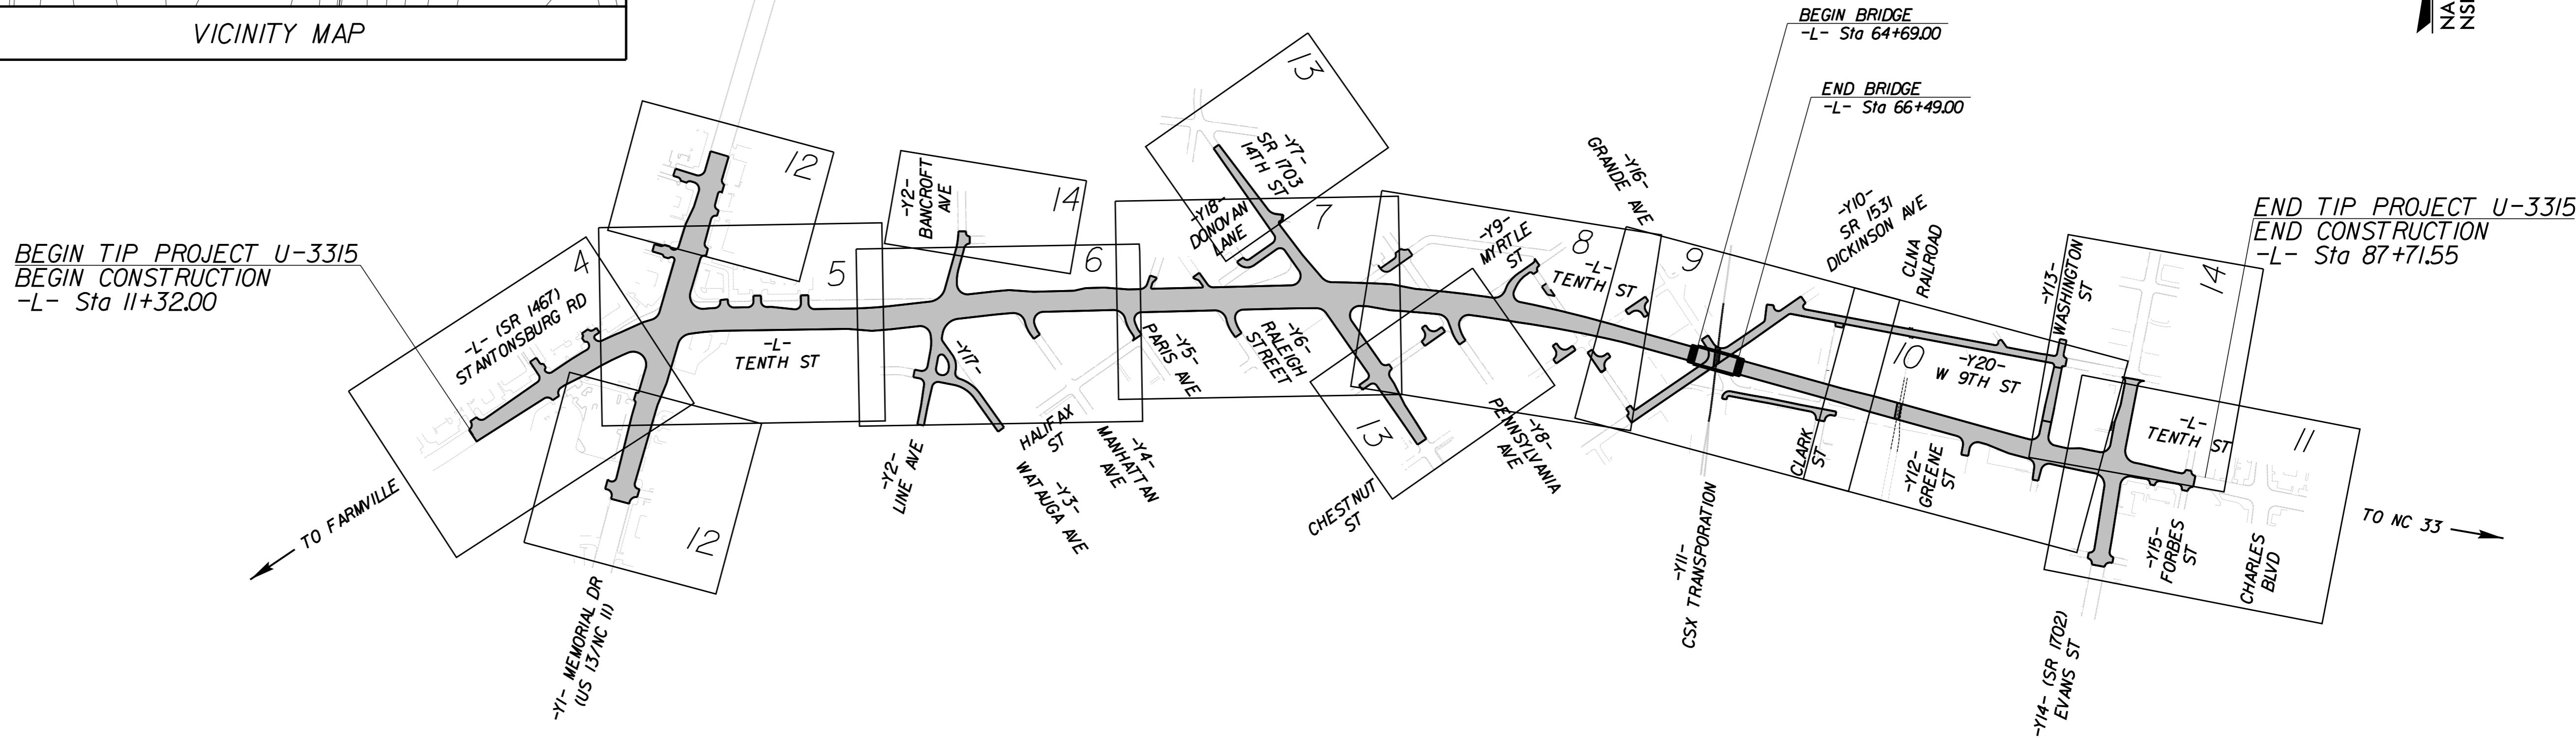 VICINITY MAP
NA
NSR
BEGIN BRIDGE
-L- Sta 64+69.00
END BRIDGE
-L- Sta 66+49.00
BEGIN TIP PROJECT U-3315
BEGIN CONSTRUCTION
-L- Sta 11+32.00
END TIP PROJECT U-3315
END CONSTRUCTION
-L- Sta 87+71.55
4
-L- (SR 1467)
STANTONSBURG RD
TO FARMVILLE
12
12
-Y1- MEMORIAL DR
(US 13/NC 11)
5
-L-
TENTH ST
-Y2-
BANCROFT
AVE
14
6
-Y17-
-Y2-
LINE AVE
HALIFAX
ST
-Y3-
WATAUGA AVE
-Y4-
MANHATTAN
AVE
-Y5-
PARIS AVE
-Y6-
RALEIGH
STREET
13
-Y7-
SR 1703
14TH ST
-Y18-
DONOVAN
LANE
7
13
CHESTNUT
ST
-Y9-
MYRTLE
ST
8
-L-
TENTH ST
-Y8-
PENNSYLVANIA
AVE
-Y16-
GRANDE AVE
9
-Y11-
CSX TRANSPORATION
-Y10-
SR 1531
DICKINSON AVE
CLNA
RAILROAD
CLARK
ST
10
-Y20-
W 9TH ST
-Y12-
GREENE
ST
-Y13-
WASHINGTON
ST
14
-L-
TENTH ST
11
-Y14- (SR 1702)
EVANS ST
-Y15-
FORBES
ST
CHARLES
BLVD
TO NC 33